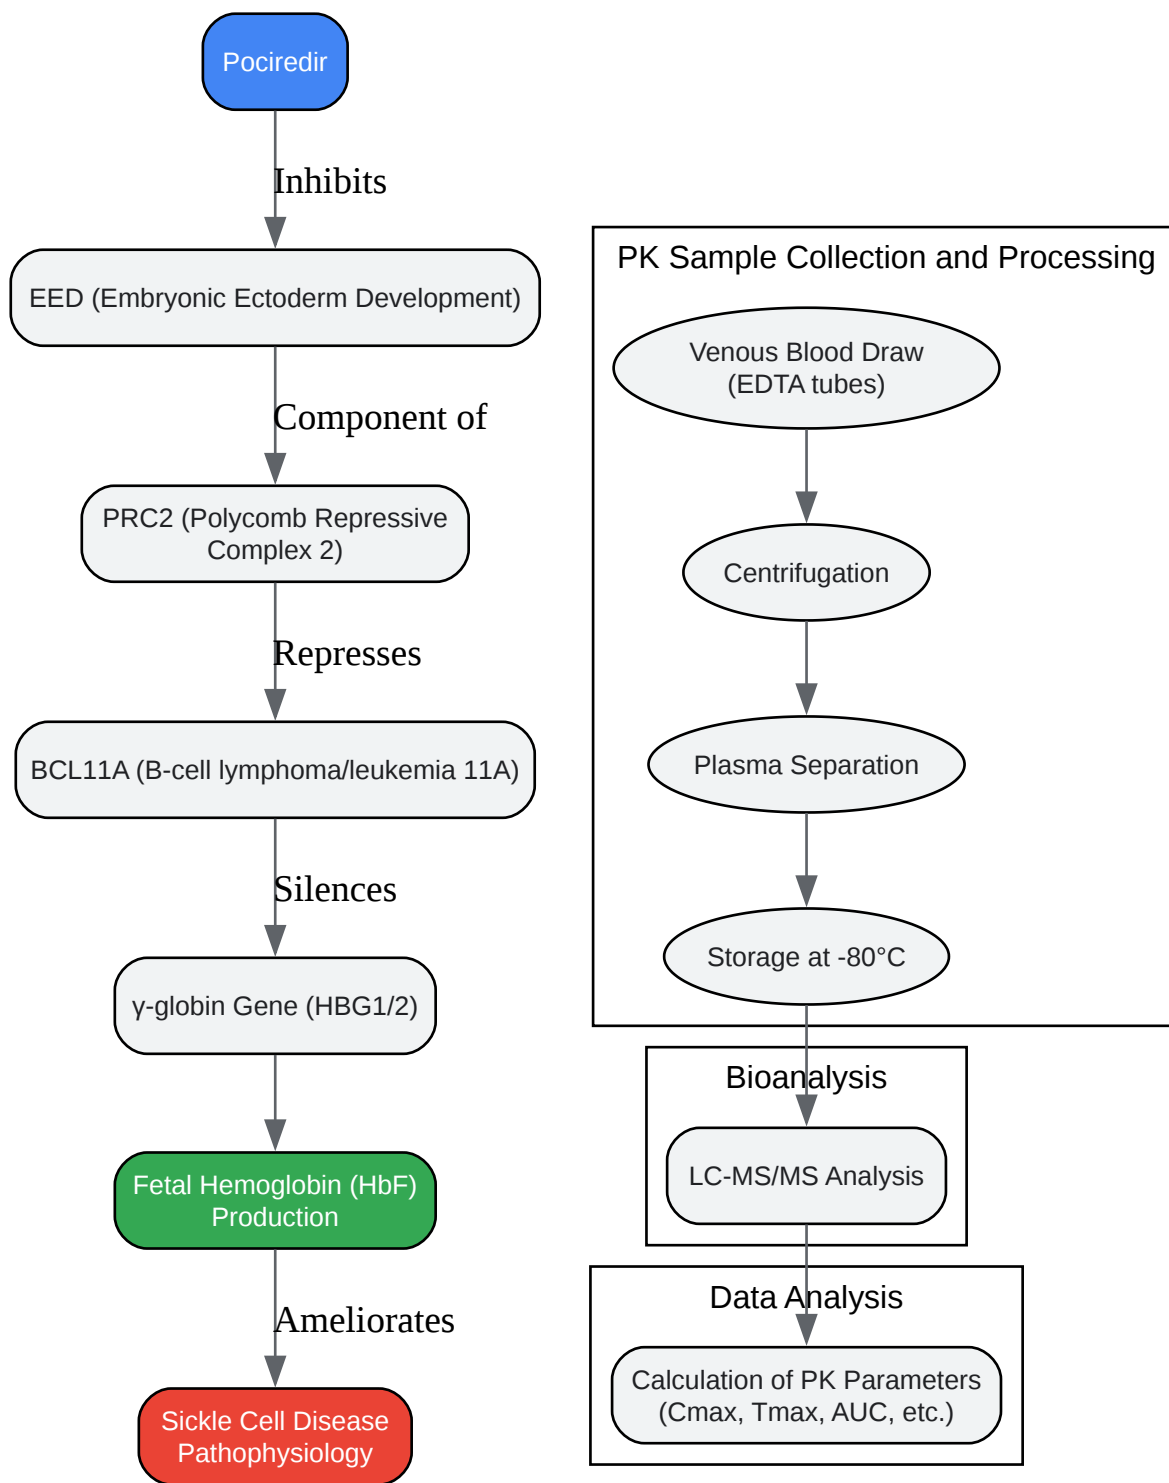 Pociredir
Inhibits
EED (Embryonic Ectoderm Development)
Component of
PRC2 (Polycomb Repressive
Complex 2)
Represses
BCL11A (B-cell lymphoma/leukemia 11A)
Silences
γ-globin Gene (HBG1/2)
Fetal Hemoglobin (HbF)
Production
Ameliorates
Sickle Cell Disease
Pathophysiology
PK Sample Collection and Processing
Venous Blood Draw
(EDTA tubes)
Centrifugation
Plasma Separation
Storage at -80°C
Bioanalysis
LC-MS/MS Analysis
Data Analysis
Calculation of PK Parameters
(Cmax, Tmax, AUC, etc.)